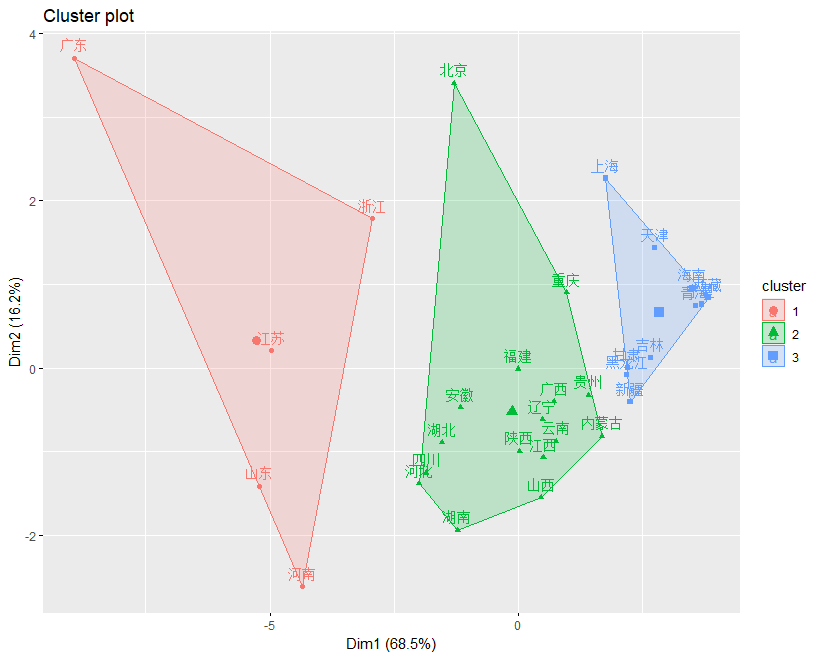 Cluster plot
4
广东
北京
上海
2
浙江
天津
海南
重庆
cluster
1
2
3
Dim2 (16.2%)
江苏
福建
吉林
甘肃
黑龙江
0
贵州
新疆
安徽
广西
辽宁
内蒙古
湖北
云南
陕西
江西
四川
河北
山东
山西
湖南
-2
河南
-5
0
Dim1 (68.5%)